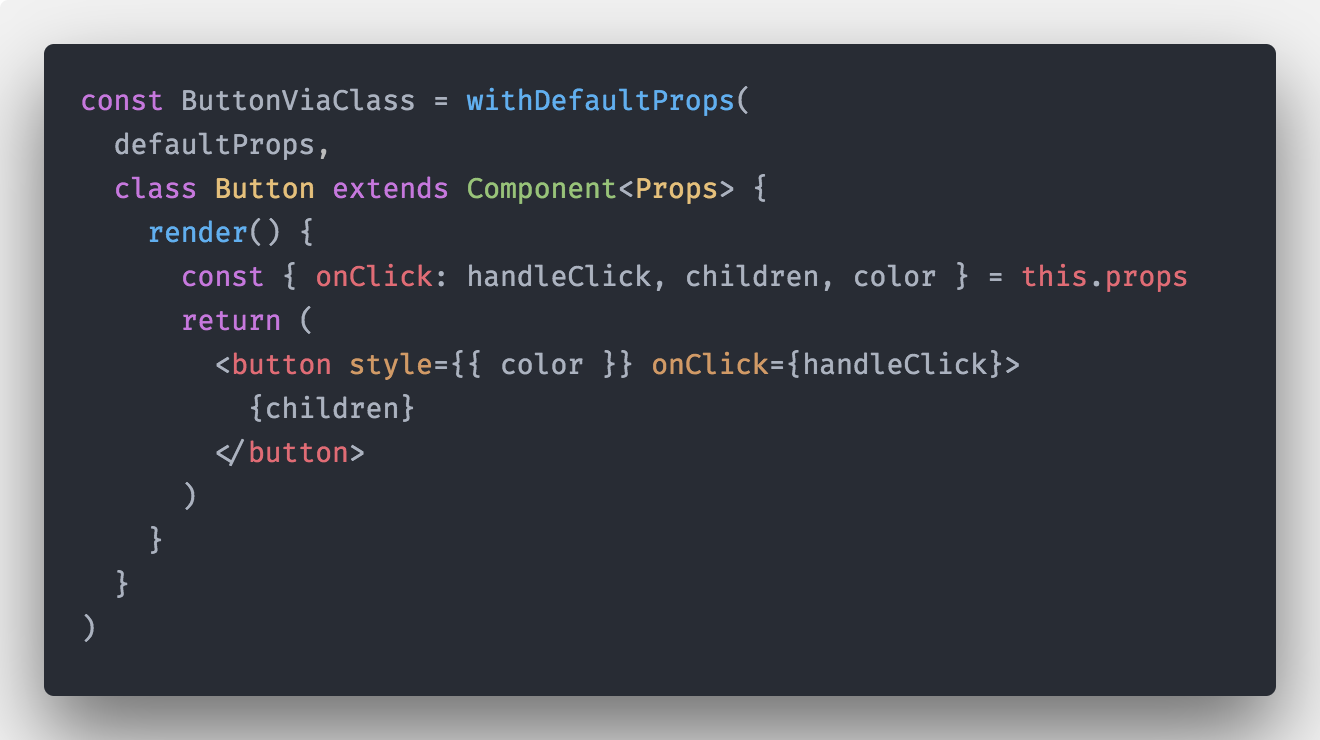 const ButtonViaClass = withDefaultProps(
  defaultProps,
  class Button extends Component<Props> {
    render() {
      const { onClick: handleClick, children, color } = this.props
      return (
        <button style={{ color }} onClick={handleClick}>
          {children}
        </button>
      )
    }
  }
)